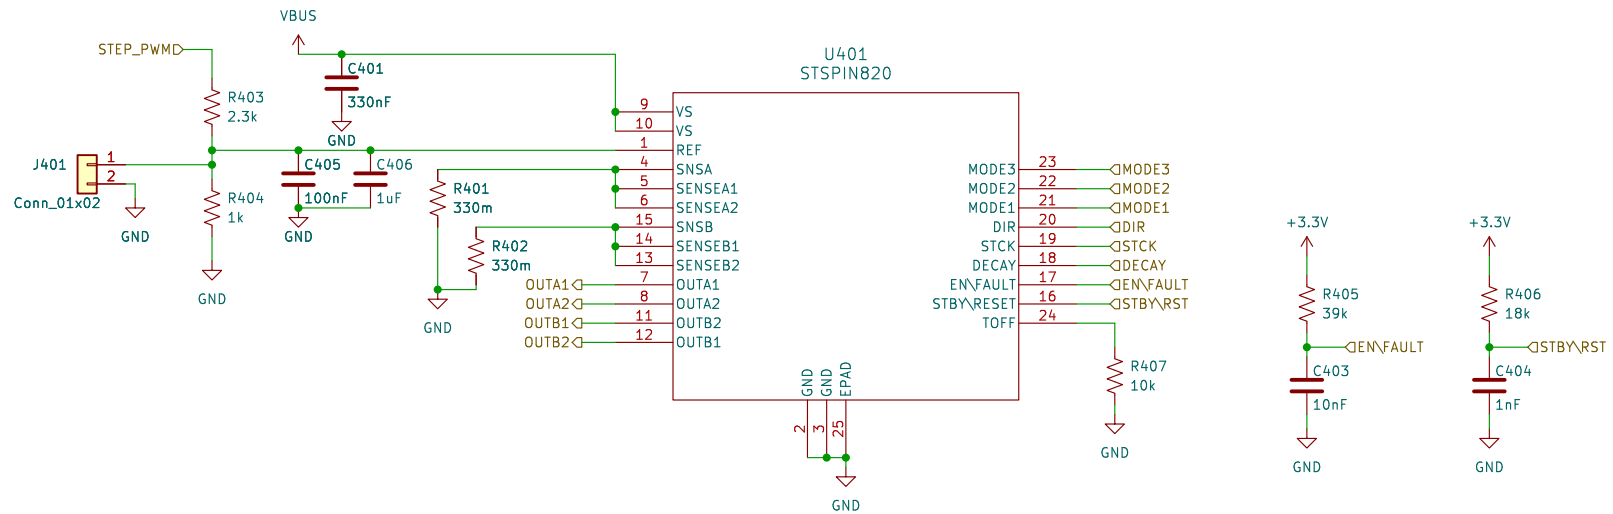 VBUS
STEP_PWM
C401
330nF
GND
R403
2.3k
J401
1
2
Conn_01x02
GND
R404
1k
GND
C405
100nF
GND
C406
1uF
R401
330m
R402
330m
GND
OUTA1
OUTA2
OUTB1
OUTB2
U401
STSPIN820
9 VS
10 VS
1 REF
4 SNSA
5 SENSEA1
6 SENSEA2
15 SNSB
14 SENSEB1
13 SENSEB2
7 OUTA1
8 OUTA2
11 OUTB2
12 OUTB1
MODE3 23 MODE3
MODE2 22 MODE2
MODE1 21 MODE1
DIR 20 DIR
STCK 19 STCK
DECAY 18 DECAY
EN\FAULT 17 EN\FAULT
STBY\RESET 16 STBY\RST
TOFF 24
GND 2
GND 3
EPAD 25
GND
R407
10k
GND
+3.3V
R405
39k
EN\FAULT
C403
10nF
GND
+3.3V
R406
18k
STBY\RST
C404
1nF
GND